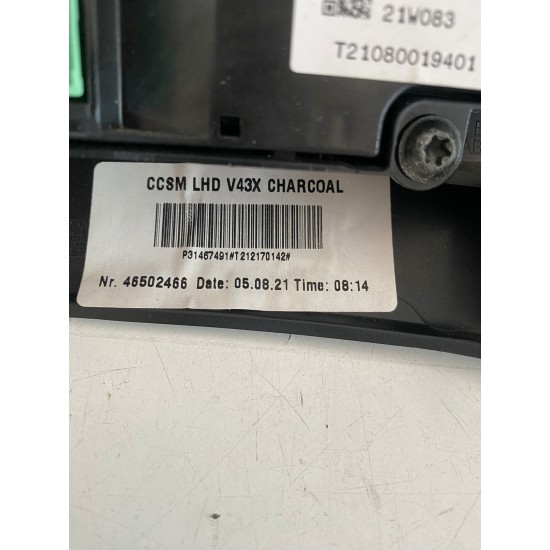 21W083
T21080019401
CCSM LHD V43X CHARCOAL
P31467491#T212170142#
Nr. 46502466 Date: 05.08.21 Time: 08:14